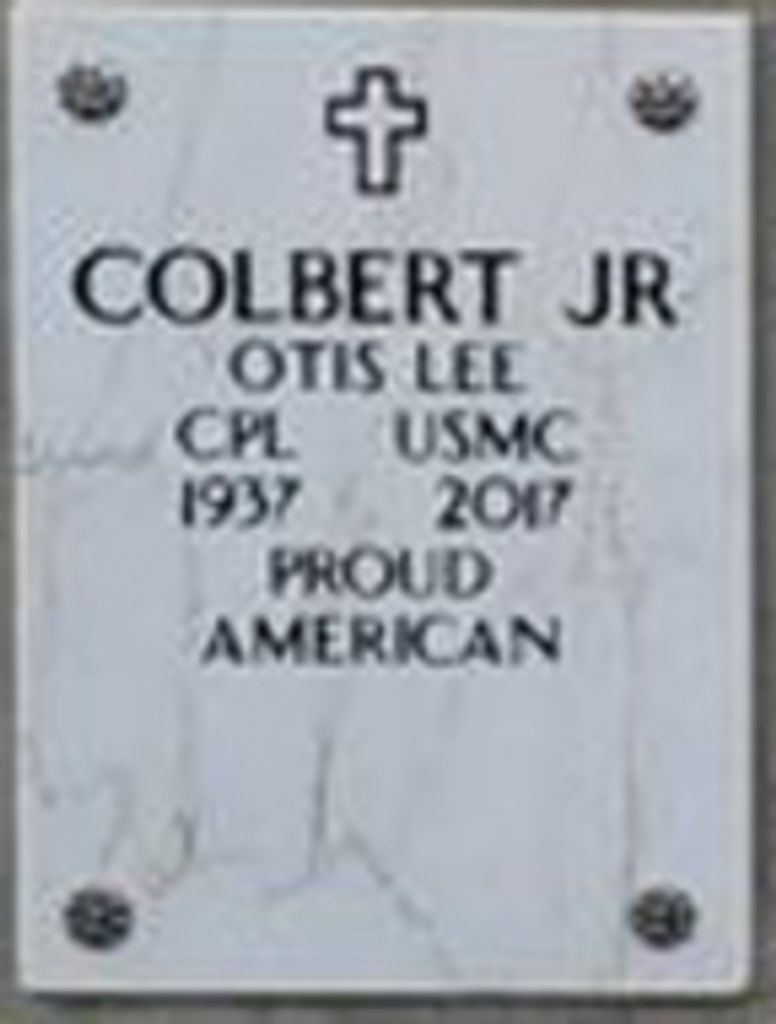 COLBERT JR
OTIS LEE
CPL USMC
1937 2017
PROUD
AMERICAN